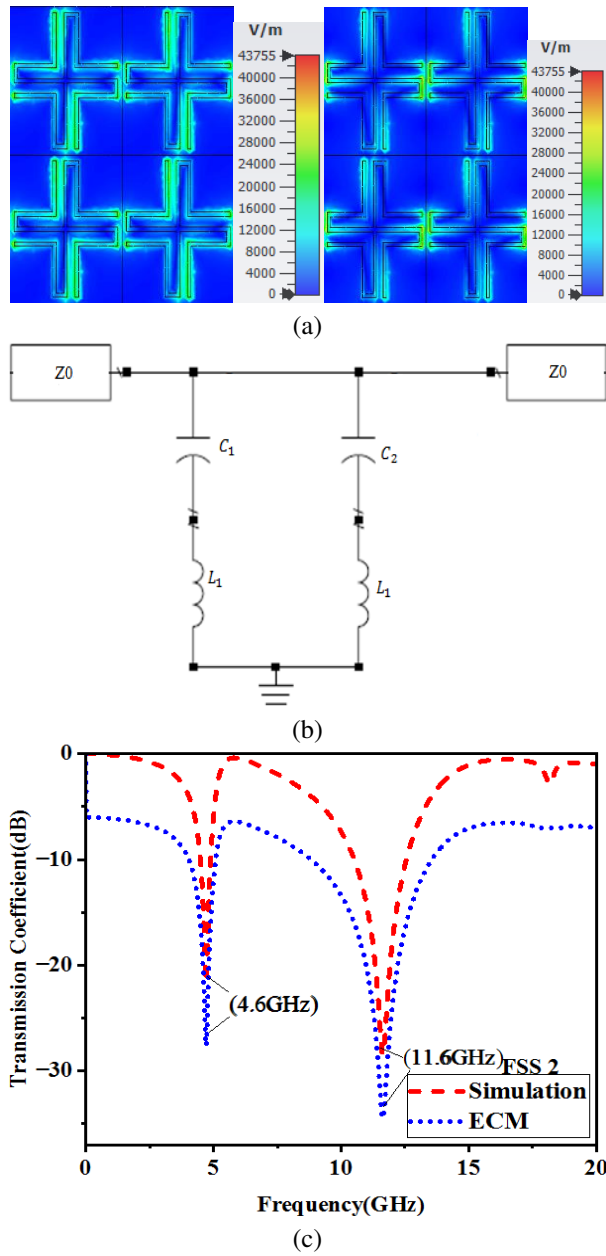 V/m
43755
40000
36000
32000
28000
24000
20000
16000
12000
8000
4000
0
V/m
43755
40000
36000
32000
28000
24000
20000
16000
12000
8000
4000
0
(a)
Z0
Z0
C1
C2
L1
L1
(b)
Transmission Coefficient(dB)
0
−10
−20
−30
(4.6GHz)
(11.6GHz)
FSS 2
Simulation
ECM
0
5
10
15
20
Frequency(GHz)
(c)